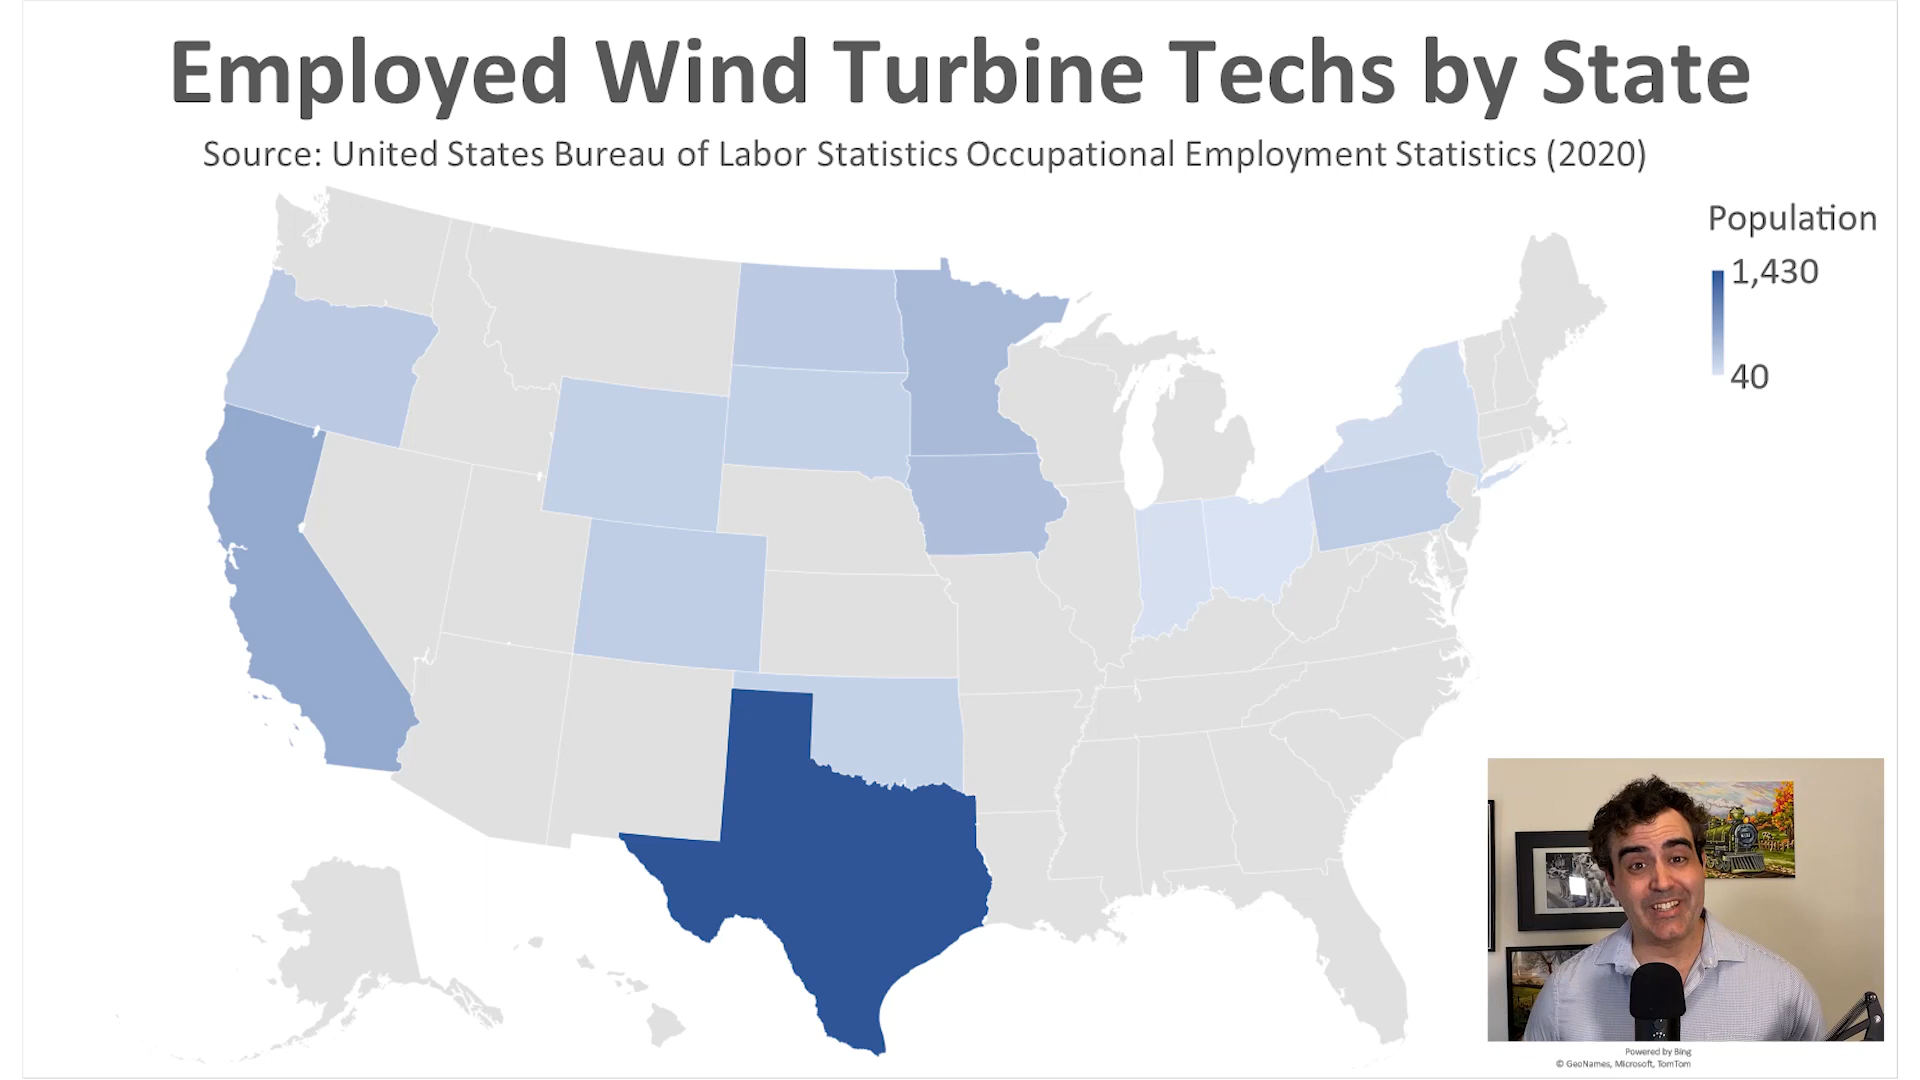 Employed Wind Turbine Techs by State
Source: United States Bureau of Labor Statistics Occupational Employment Statistics (2020)
Population
1,430
40
Powered by Bing
© GeoNames, Microsoft, TomTom